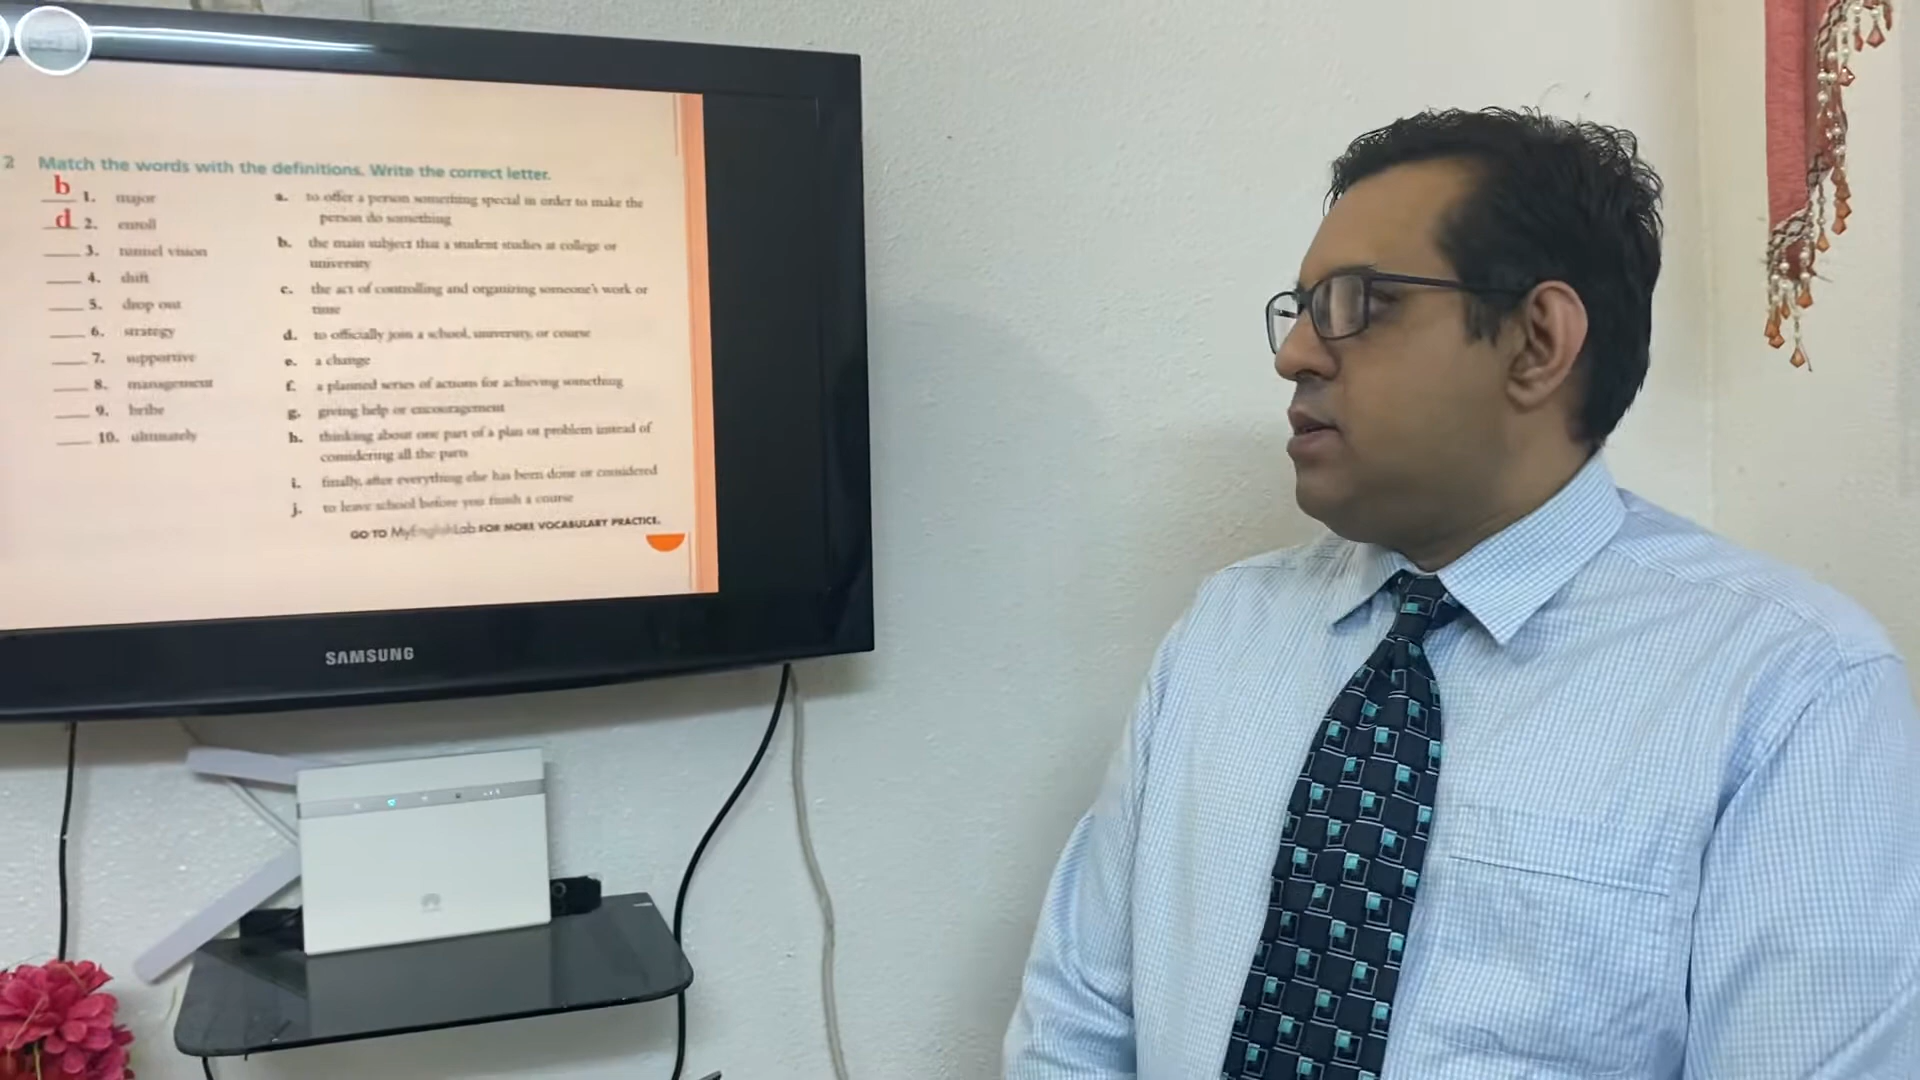 2 Match the words with the definitions. Write the correct letter.
b 1. major
d 2. enroll
3. tunnel vision
4. shift
5. drop out
6. strategy
7. supportive
8. management
9. bribe
10. ultimately
a. to offer a person something special in order to make the
person do something
b. the main subject that a student studies at college or
university
c. the act of controlling and organizing someone's work or
time
d. to officially join a school, university, or course
e. a change
f. a planned series of actions for achieving something
g. giving help or encouragement
h. thinking about one part of a plan or problem instead of
considering all the parts
i. finally, after everything else has been done or considered
j. to leave school before you finish a course
GO TO MyEnglishLab FOR MORE VOCABULARY PRACTICE.
SAMSUNG